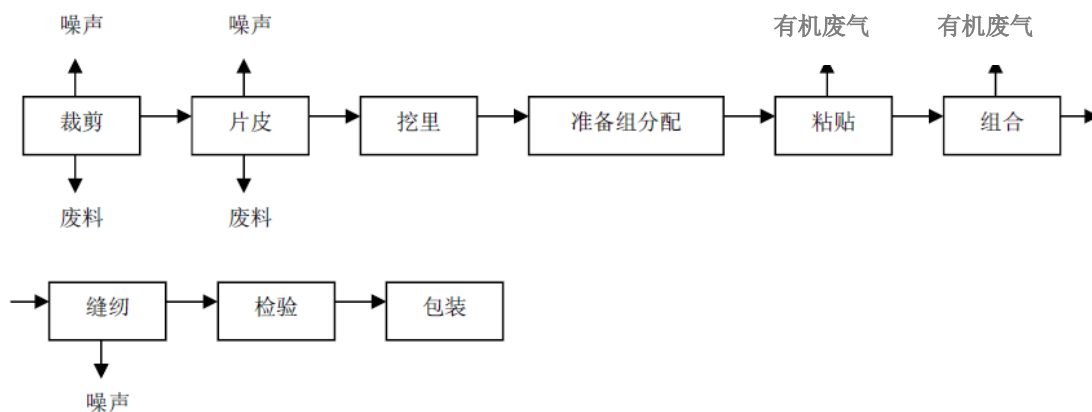 噪声 噪声 有机废气 有机废气
裁剪 片皮 挖里 准备组分配 粘贴 组合
废料 废料
缝纫 检验 包装
噪声